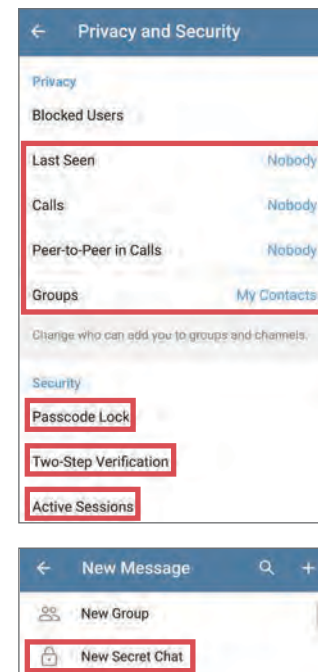 Privacy and Security
Privacy
Blocked Users
Last Seen Nobody
Calls Nobody
Peer-to-Peer in Calls Nobody
Groups My Contacts
Change who can add you to groups and channels.
Security
Passcode Lock
Two-Step Verification
Active Sessions
New Message
New Group
New Secret Chat